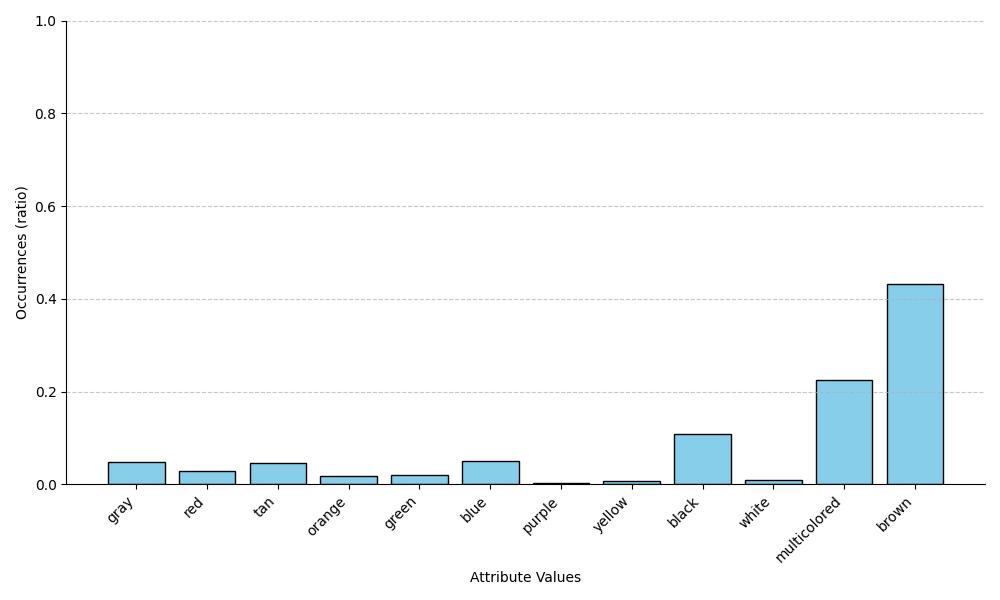 1.0
0.8
0.6
0.4
0.2
0.0
Occurrences (ratio)
gray
red
tan
orange
green
blue
purple
yellow
black
white
multicolored
brown
Attribute Values